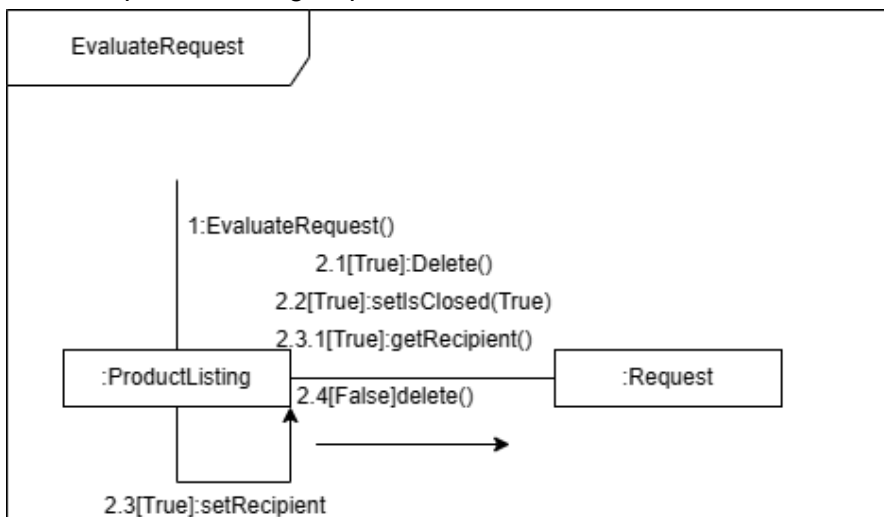 EvaluateRequest
1:EvaluateRequest()
2.1[True]:Delete()
2.2[True]:setIsClosed(True)
2.3.1[True]:getRecipient()
:ProductListing
:Request
2.4[False]delete()
2.3[True]:setRecipient